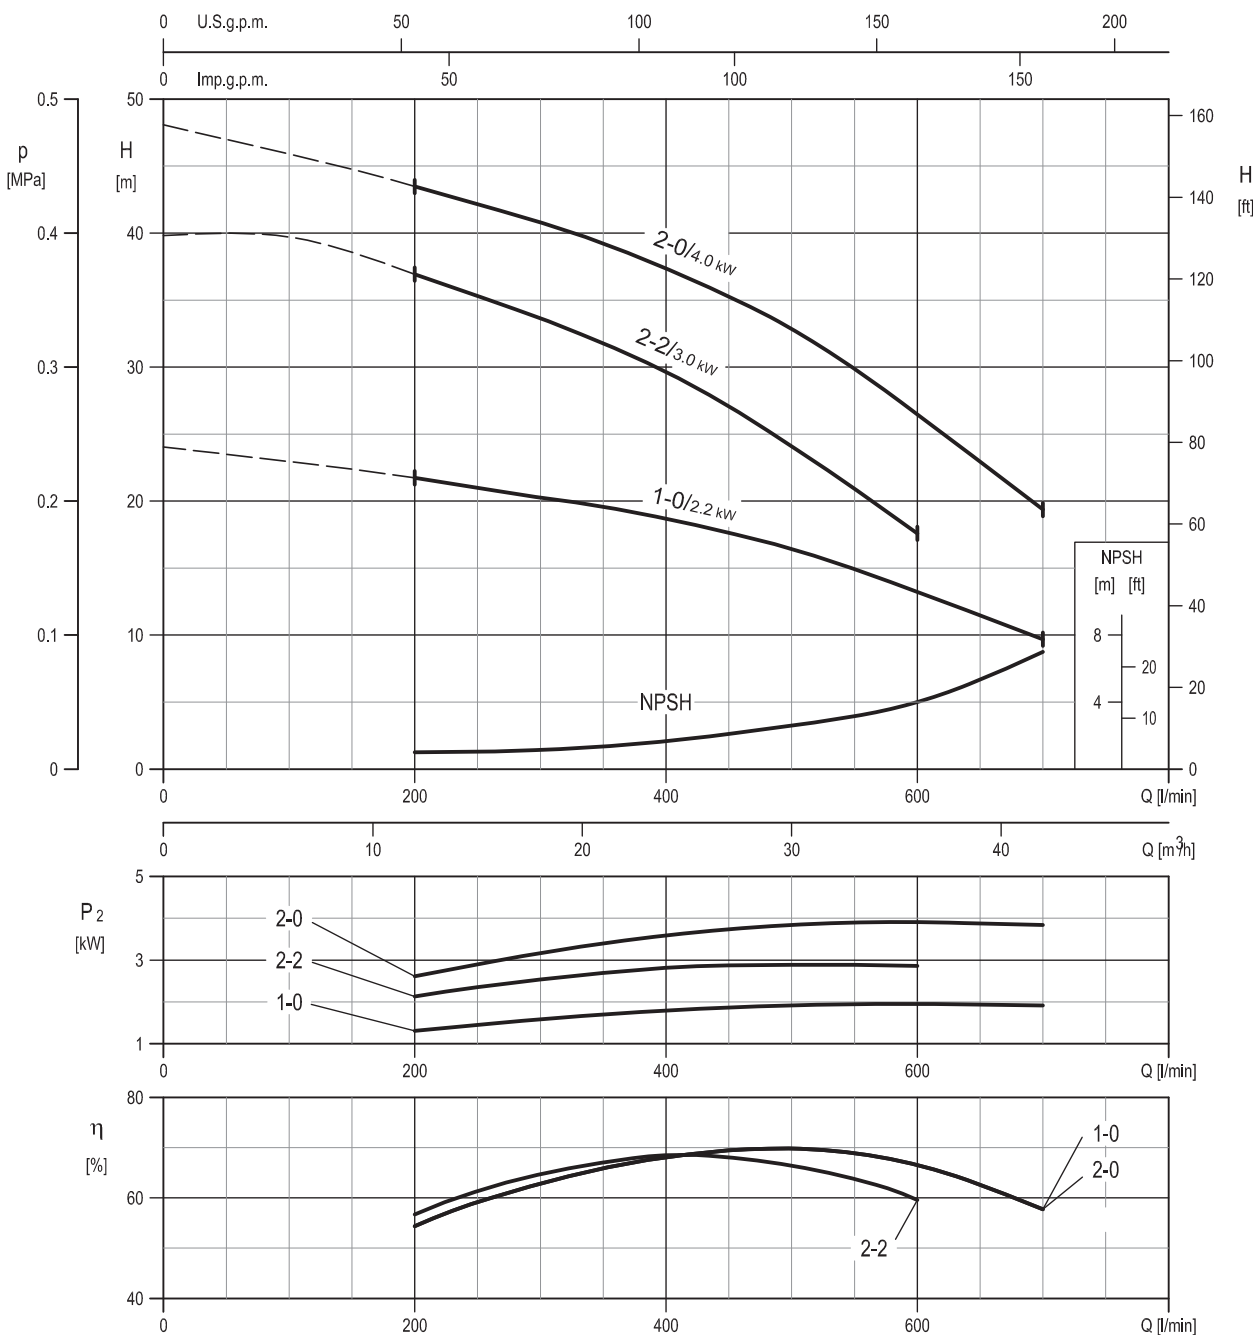 0 U.S.g.p.m. 50 100 150 200
0 Imp.g.p.m. 50 100 150
0.5 50 160
p H H
[MPa] [m] [ft]
140
2-0/4.0 kW
0.4 40
120
2-2/3.0 kW
0.3 30 100
80
0.2 20
1-0/2.2 kW
60
NPSH
[m] [ft]
40
0.1 10 8
20
20
NPSH 4
10
0 0 0
0 200 400 600 Q [l/min]
0 10 20 30 40 Q [m³/h]
5
P2
[kW]
2-0
3
2-2
1-0
1
0 200 400 600 Q [l/min]
80
η
[%]
1-0
2-0
60
2-2
40
0 200 400 600 Q [l/min]